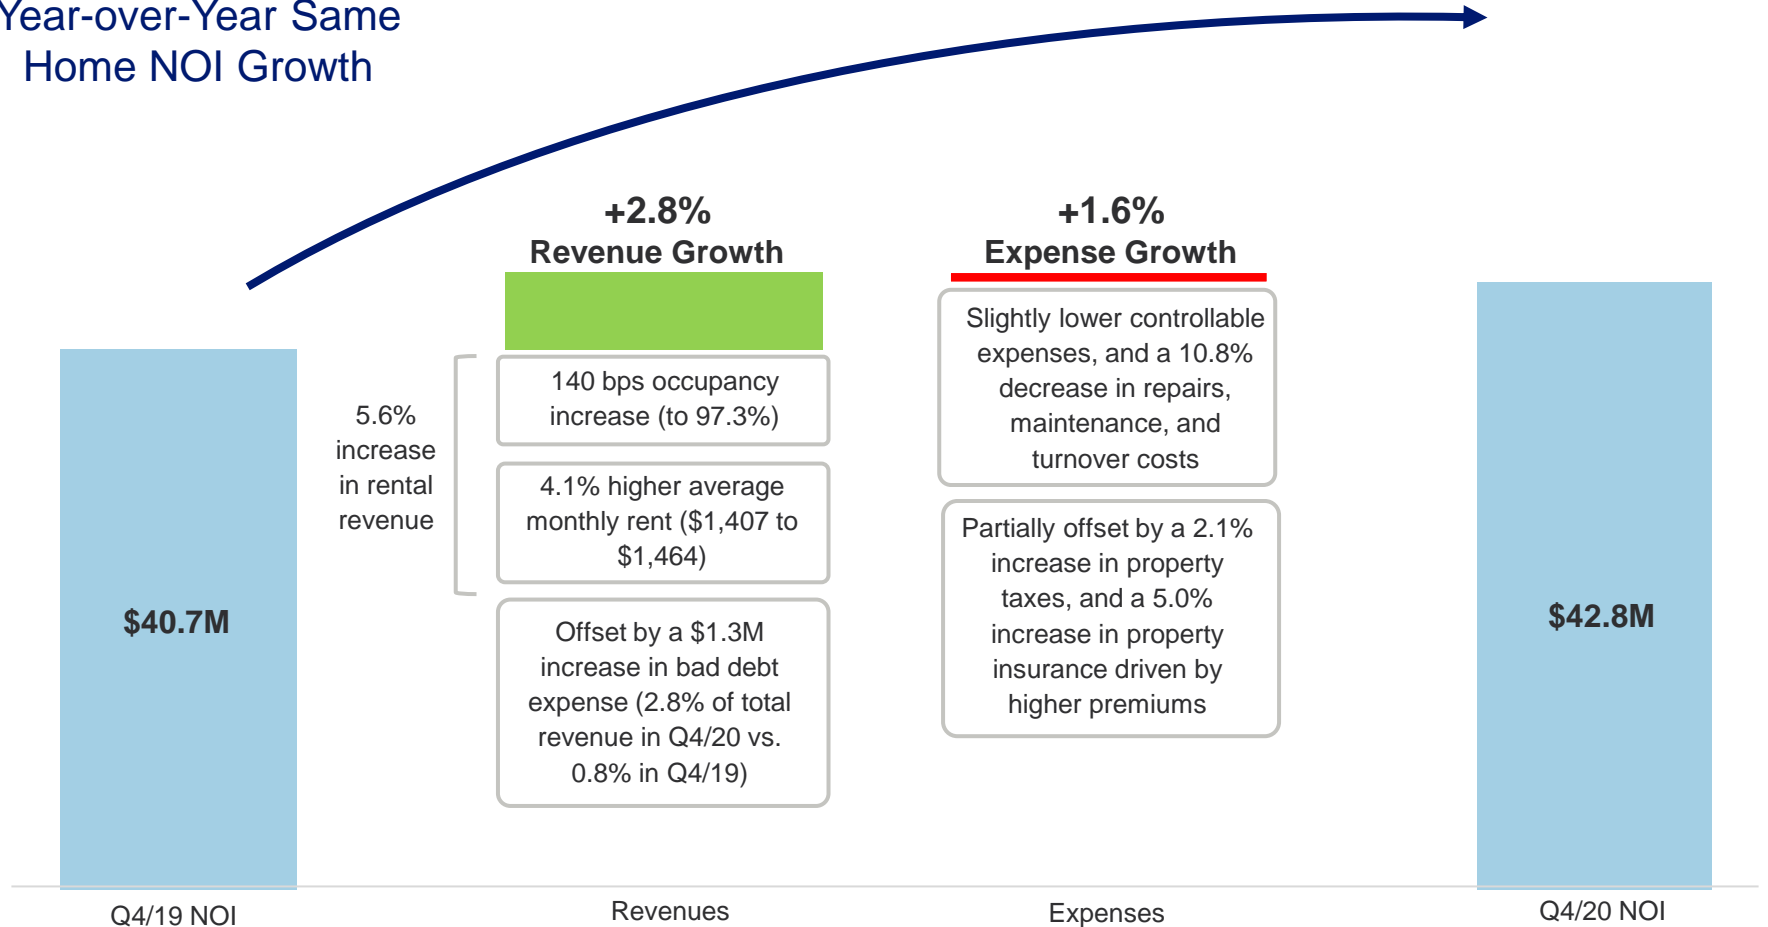 Year-over-Year Same
Home NOI Growth
+2.8%
Revenue Growth
+1.6%
Expense Growth
5.6%
increase
in rental
revenue
140 bps occupancy
increase (to 97.3%)
4.1% higher average
monthly rent ($1,407 to
$1,464)
Offset by a $1.3M
increase in bad debt
expense (2.8% of total
revenue in Q4/20 vs.
0.8% in Q4/19)
Slightly lower controllable
expenses, and a 10.8%
decrease in repairs,
maintenance, and
turnover costs
Partially offset by a 2.1%
increase in property
taxes, and a 5.0%
increase in property
insurance driven by
higher premiums
$40.7M
$42.8M
Q4/19 NOI
Revenues
Expenses
Q4/20 NOI